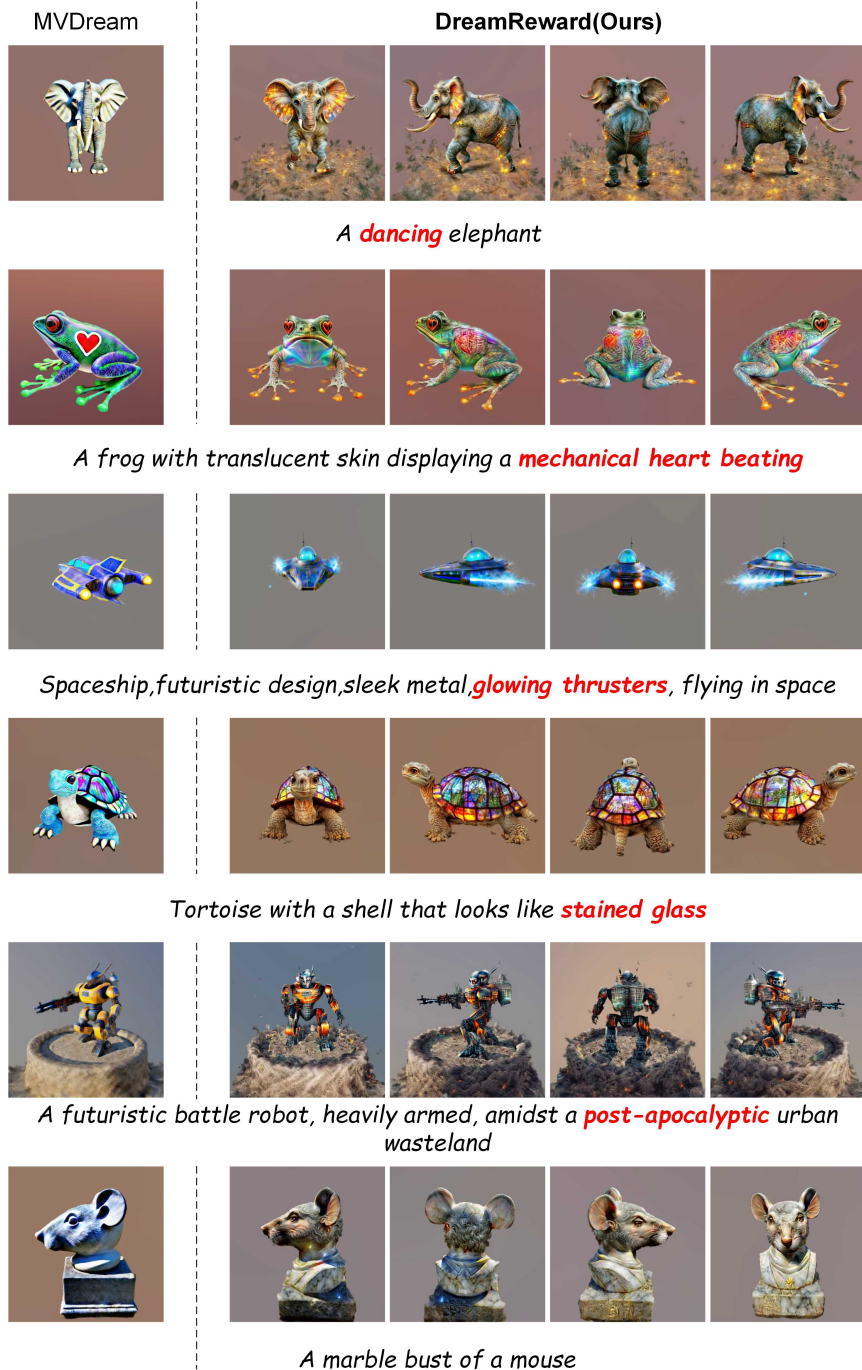 MVDream
DreamReward(Ours)
A dancing elephant
A frog with translucent skin displaying a mechanical heart beating
Spaceship,futuristic design,sleek metal,glowing thrusters, flying in space
Tortoise with a shell that looks like stained glass
A futuristic battle robot, heavily armed, amidst a post-apocalyptic urban
wasteland
A marble bust of a mouse